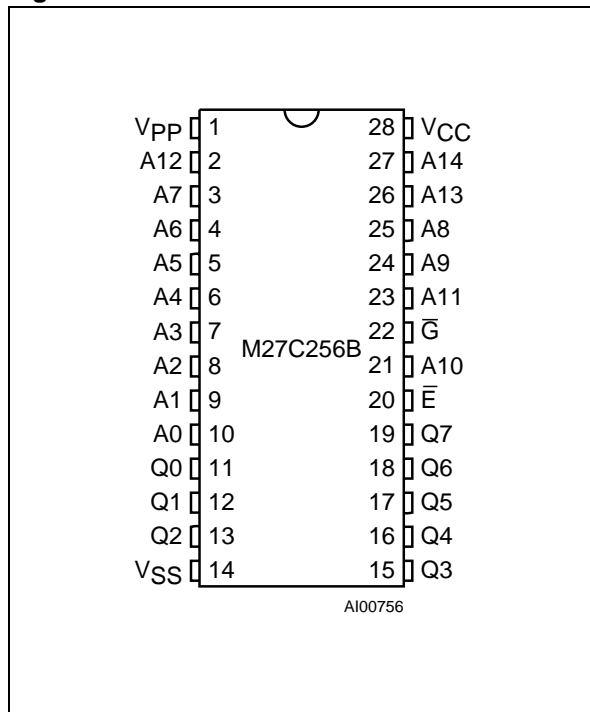 VPP 1 28 VCC
A12 2 27 A14
A7 3 26 A13
A6 4 25 A8
A5 5 24 A9
A4 6 23 A11
A3 7 22 G̅
A2 8 M27C256B 21 A10
A1 9 20 E̅
A0 10 19 Q7
Q0 11 18 Q6
Q1 12 17 Q5
Q2 13 16 Q4
VSS 14 15 Q3
AI00756